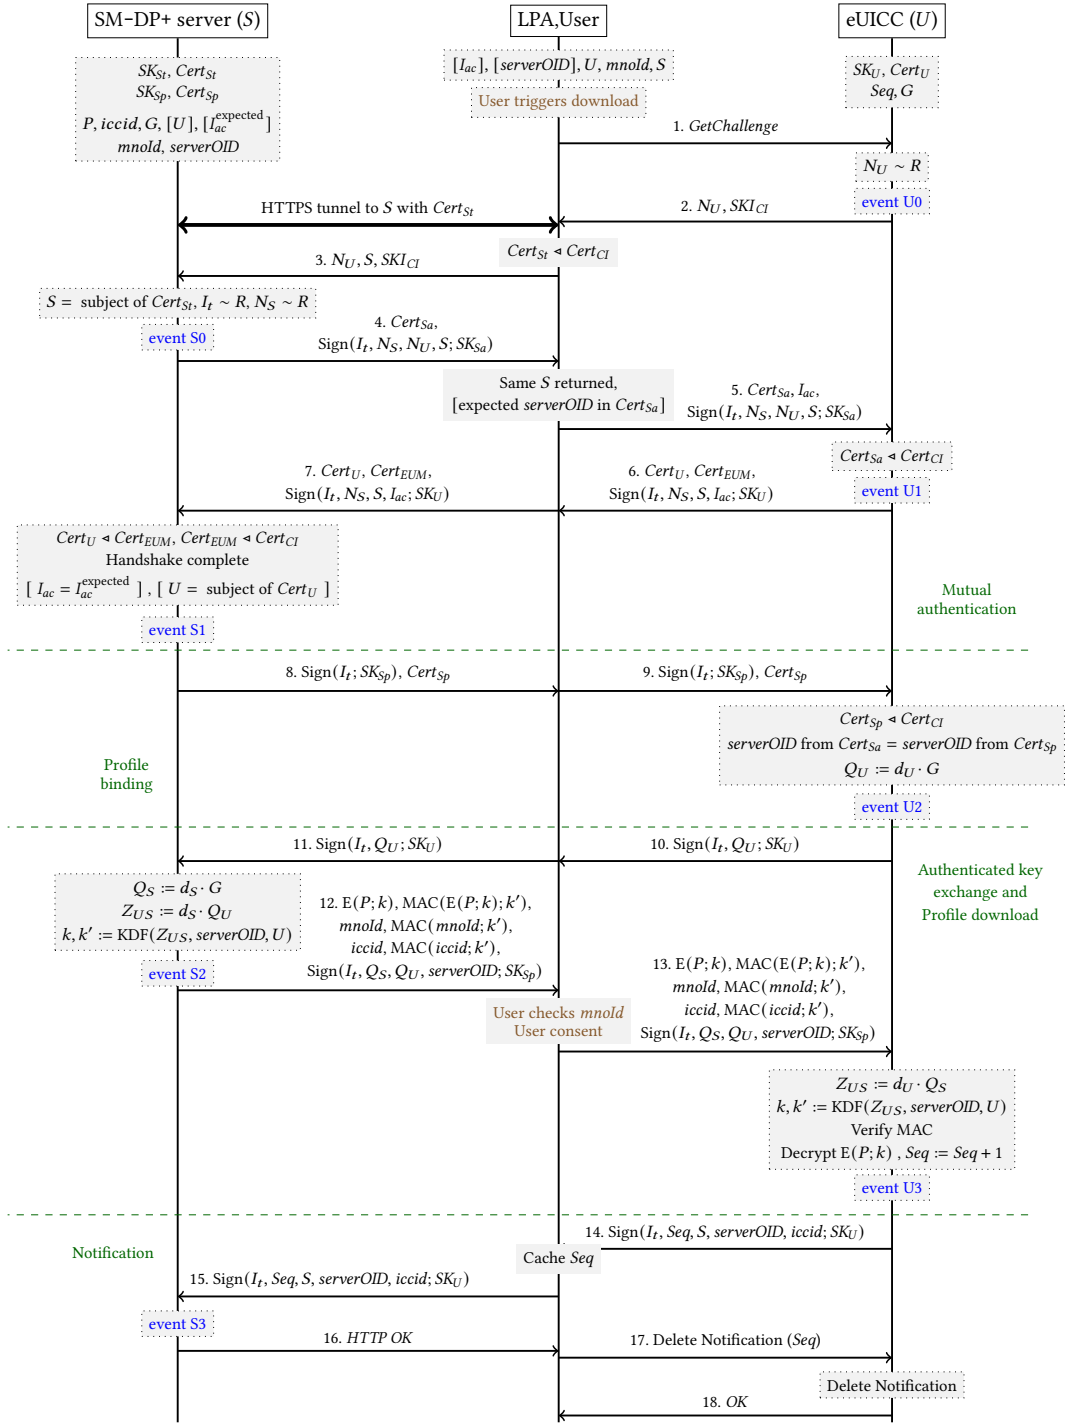 SM-DP+ server (S)
LPA,User
eUICC (U)
SK_St, Cert_St
SK_Sp, Cert_Sp
P, iccid, G, [U], [I_ac^expected]
mnoId, serverOID
[I_ac], [serverOID], U, mnoId, S
SK_U, Cert_U
Seq, G
User triggers download
1. GetChallenge
N_U ∼ R
event U0
HTTPS tunnel to S with Cert_St
2. N_U, SKI_CI
Cert_St ◂ Cert_CI
3. N_U, S, SKI_CI
S = subject of Cert_St, I_t ∼ R, N_S ∼ R
event S0
4. Cert_Sa,
Sign(I_t, N_S, N_U, S; SK_Sa)
Same S returned,
[expected serverOID in Cert_Sa]
5. Cert_Sa, I_ac,
Sign(I_t, N_S, N_U, S; SK_Sa)
Cert_Sa ◂ Cert_CI
event U1
7. Cert_U, Cert_EUM,
Sign(I_t, N_S, S, I_ac; SK_U)
6. Cert_U, Cert_EUM,
Sign(I_t, N_S, S, I_ac; SK_U)
Cert_U ◂ Cert_EUM, Cert_EUM ◂ Cert_CI
Handshake complete
[ I_ac = I_ac^expected ] , [ U = subject of Cert_U ]
event S1
Mutual
authentication
8. Sign(I_t; SK_Sp), Cert_Sp
9. Sign(I_t; SK_Sp), Cert_Sp
Cert_Sp ◂ Cert_CI
serverOID from Cert_Sa = serverOID from Cert_Sp
Q_U := d_U · G
event U2
Profile
binding
11. Sign(I_t, Q_U; SK_U)
10. Sign(I_t, Q_U; SK_U)
Authenticated key
exchange and
Profile download
Q_S := d_S · G
Z_US := d_S · Q_U
k, k′ := KDF(Z_US, serverOID, U)
event S2
12. E(P; k), MAC(E(P; k); k′),
mnoId, MAC(mnoId; k′),
iccid, MAC(iccid; k′),
Sign(I_t, Q_S, Q_U, serverOID; SK_Sp)
User checks mnoId
User consent
13. E(P; k), MAC(E(P; k); k′),
mnoId, MAC(mnoId; k′),
iccid, MAC(iccid; k′),
Sign(I_t, Q_S, Q_U, serverOID; SK_Sp)
Z_US := d_U · Q_S
k, k′ := KDF(Z_US, serverOID, U)
Verify MAC
Decrypt E(P; k) , Seq := Seq + 1
event U3
Notification
14. Sign(I_t, Seq, S, serverOID, iccid; SK_U)
Cache Seq
15. Sign(I_t, Seq, S, serverOID, iccid; SK_U)
event S3
16. HTTP OK
17. Delete Notification (Seq)
Delete Notification
18. OK